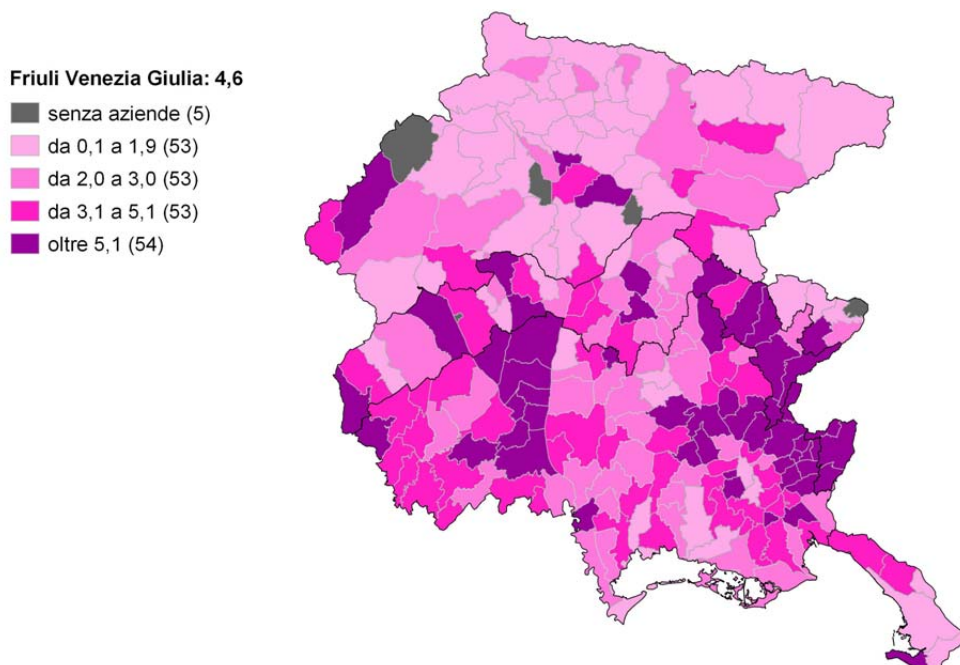 Friuli Venezia Giulia: 4,6
senza aziende (5)
da 0,1 a 1,9 (53)
da 2,0 a 3,0 (53)
da 3,1 a 5,1 (53)
oltre 5,1 (54)